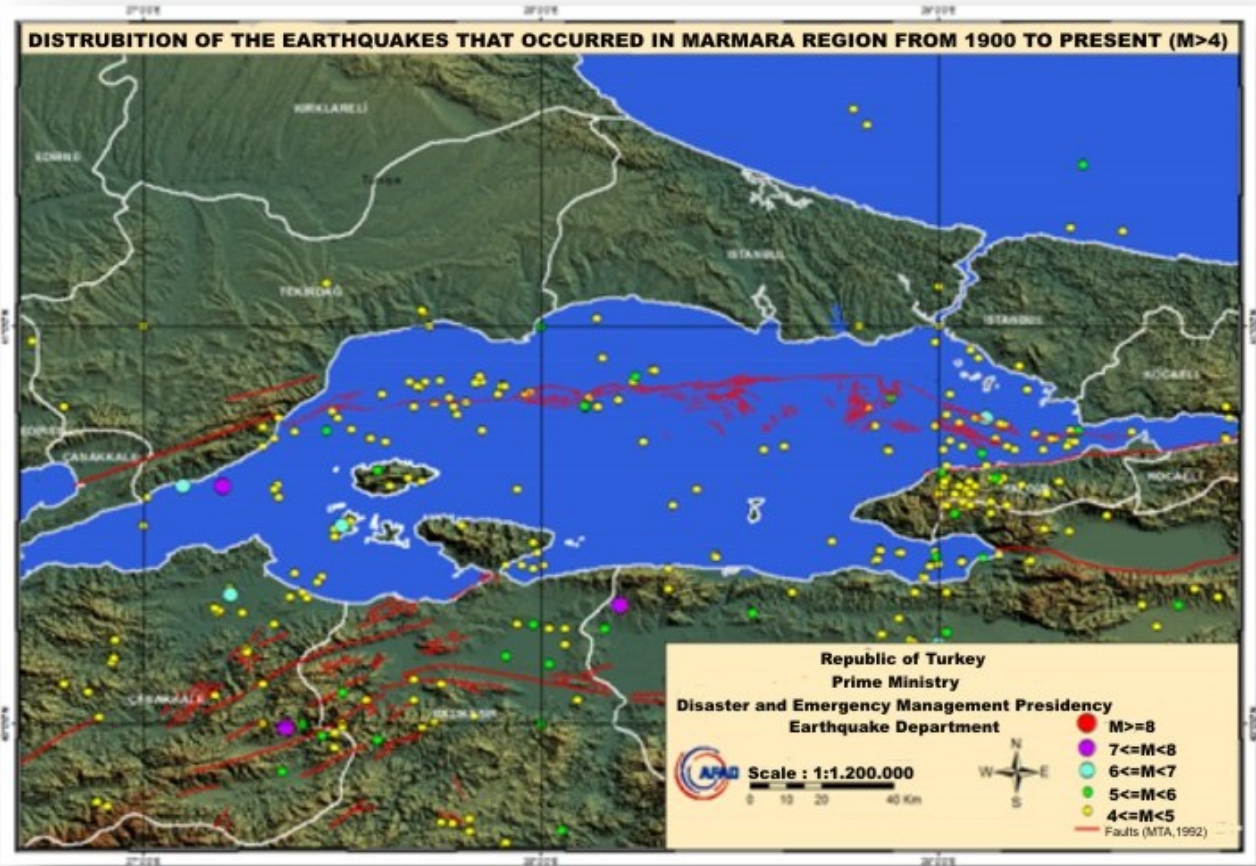 DISTRUBITION OF THE EARTHQUAKES THAT OCCURRED IN MARMARA REGION FROM 1900 TO PRESENT (M>4)
KIRKLARELİ
EDİRNE
İSTANBUL
TEKİRDAĞ
İSTANBUL
KOCAELİ
ÇANAKKALE
KOCAELİ
ÇANAKKALE
BALIKESİR
Republic of Turkey
Prime Ministry
Disaster and Emergency Management Presidency
Earthquake Department
AFAD
Scale : 1:1.200.000
0 10 20 40 Km
N
W E
S
M>=8
7<=M<8
6<=M<7
5<=M<6
4<=M<5
Faults (MTA,1992)